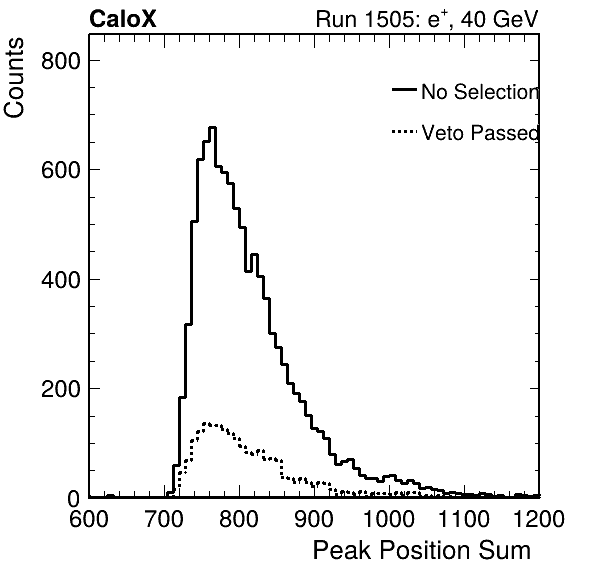 CaloX Run 1505: e⁺, 40 GeV
Counts
800
600
400
200
0
No Selection
Veto Passed
600 700 800 900 1000 1100 1200
Peak Position Sum